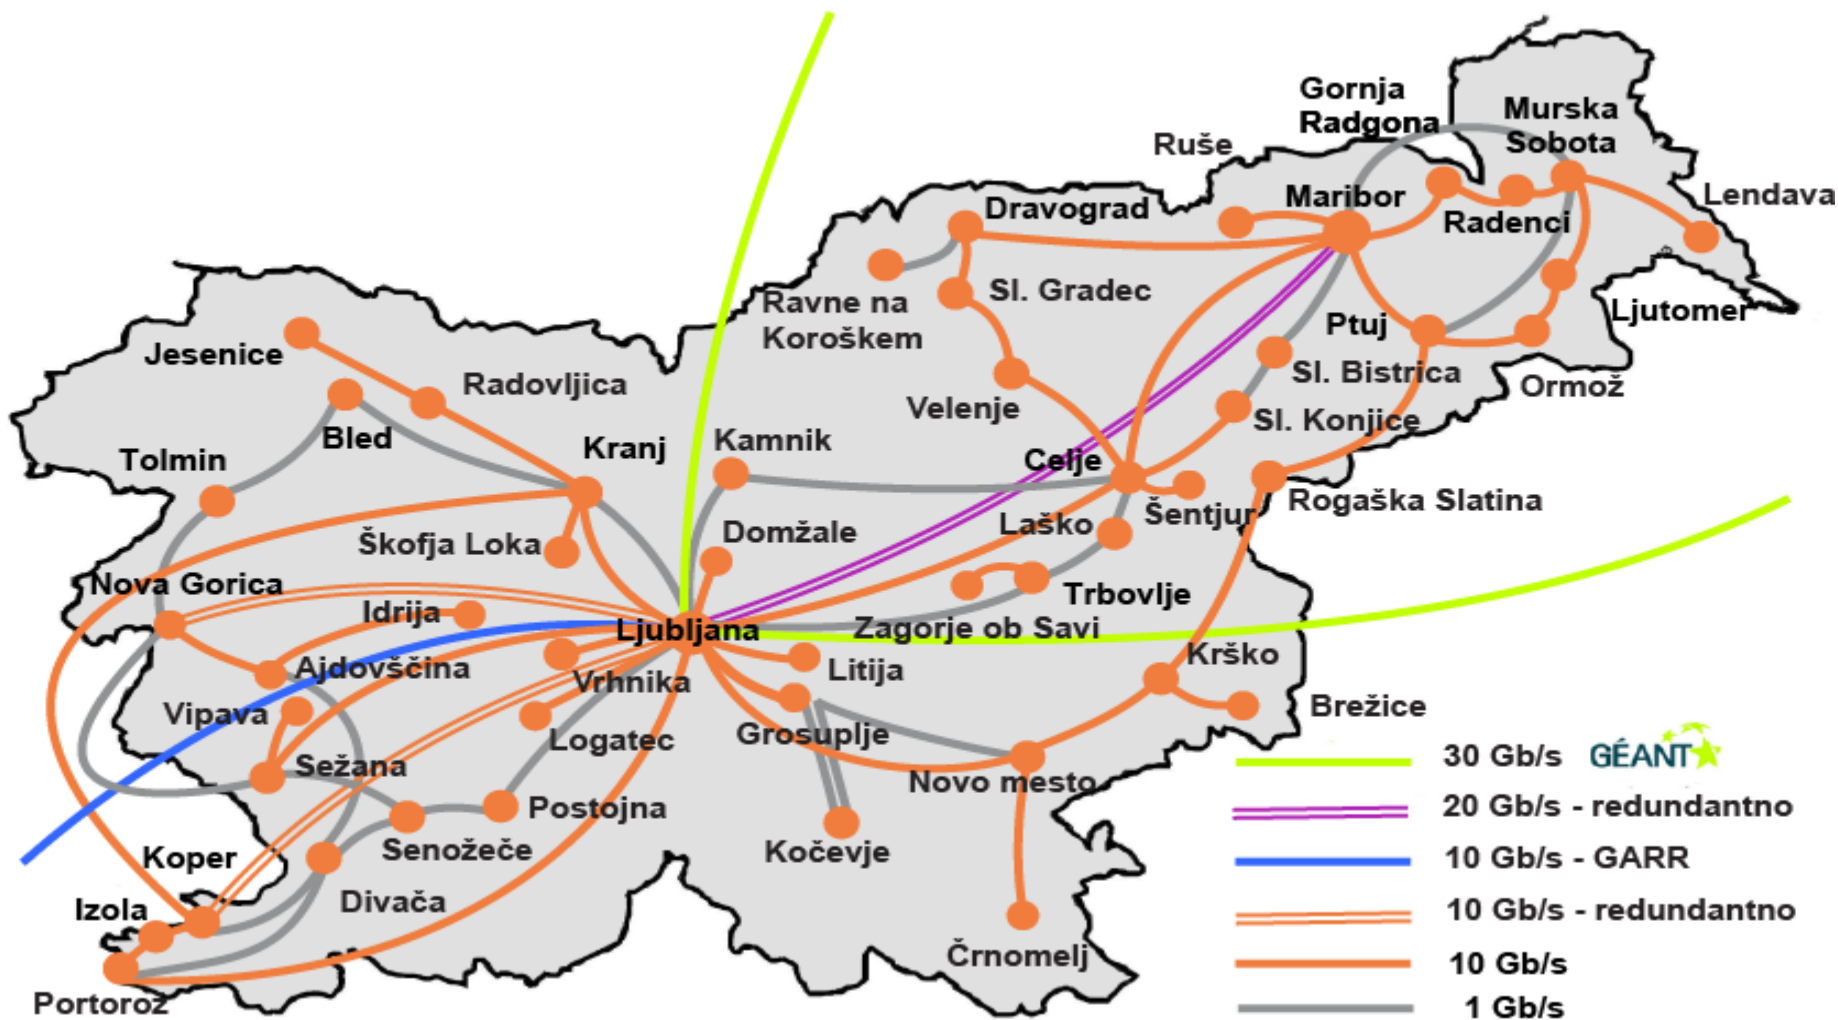 Gornja
Radgona
Murska
Sobota
Ruše
Maribor
Lendava
Dravograd
Radenci
Ravne na
Koroškem
Sl. Gradec
Ptuj
Ljutomer
Jesenice
Radovljica
Velenje
Sl. Bistrica
Ormož
Bled
Kranj
Kamnik
Sl. Konjice
Tolmin
Celje
Rogaška Slatina
Škofja Loka
Domžale
Laško
Šentjur
Nova Gorica
Idrija
Trbovlje
Ljubljana
Zagorje ob Savi
Ajdovščina
Vrhnika
Litija
Krško
Vipava
Logatec
Grosuplje
Brežice
Sežana
Novo mesto
Postojna
Koper
Senožeče
Kočevje
Izola
Divača
Črnomelj
Portorož
30 Gb/s GÉANT
20 Gb/s - redundantno
10 Gb/s - GARR
10 Gb/s - redundantno
10 Gb/s
1 Gb/s